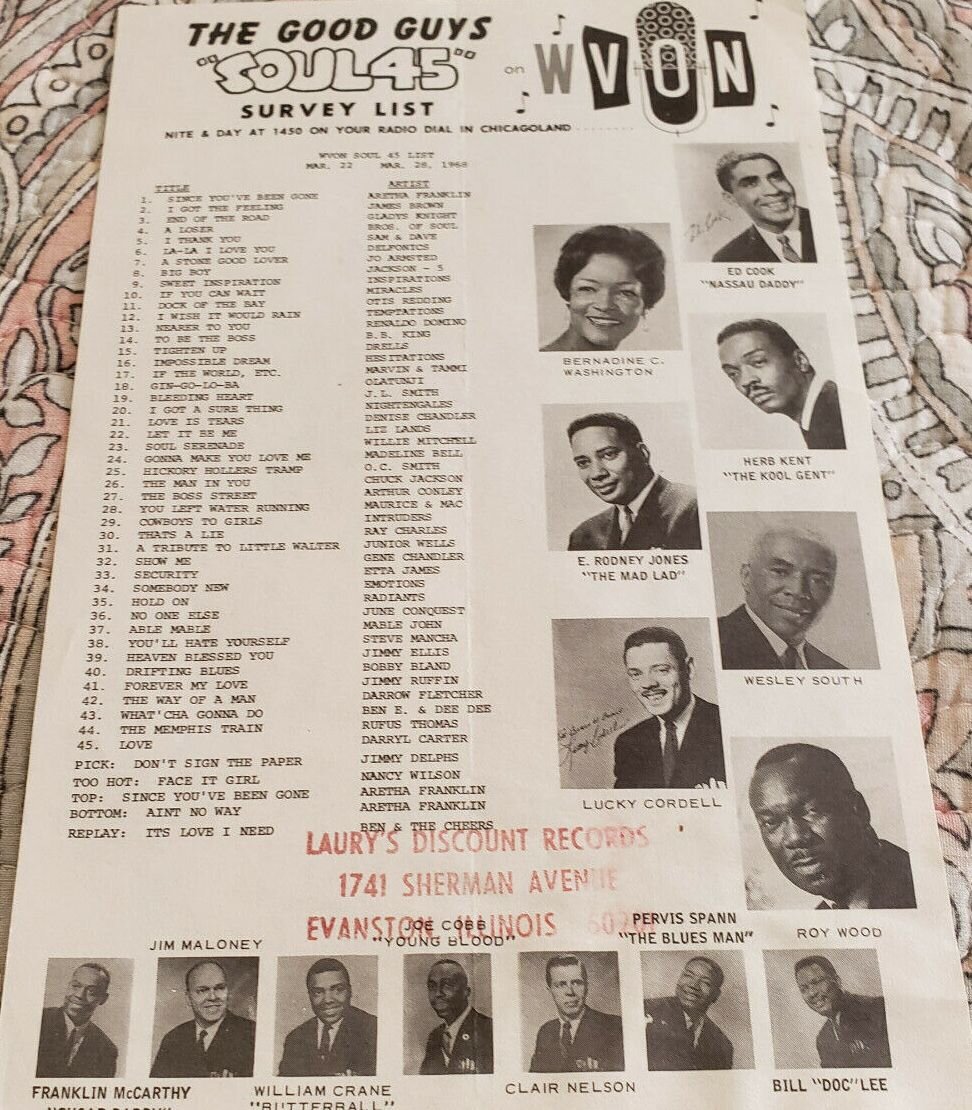 THE GOOD GUYS
"SOUL 45" on WVON
SURVEY LIST
NITE & DAY AT 1450 ON YOUR RADIO DIAL IN CHICAGOLAND ........
WVON SOUL 45 LIST
MAR. 22 MAR. 28, 1968
TITLE ARTIST
1. SINCE YOU'VE BEEN GONE ARETHA FRANKLIN
2. I GOT THE FEELING JAMES BROWN
3. END OF THE ROAD GLADYS KNIGHT
4. A LOSER BROS. OF SOUL
5. I THANK YOU SAM & DAVE
6. LA-LA I LOVE YOU DELFONICS
7. A STONE GOOD LOVER JO ARMSTED
8. BIG BOY JACKSON - 5
9. SWEET INSPIRATION INSPIRATIONS
10. IF YOU CAN WAIT MIRACLES
11. DOCK OF THE BAY OTIS REDDING
12. I WISH IT WOULD RAIN TEMPTATIONS
13. NEARER TO YOU RENALDO DOMINO
14. TO BE THE BOSS B.B. KING
15. TIGHTEN UP DRELLS
16. IMPOSSIBLE DREAM HESITATIONS
17. IF THE WORLD, ETC. MARVIN & TAMMI
18. GIN-GO-LO-BA OLATUNJI
19. BLEEDING HEART J.L. SMITH
20. I GOT A SURE THING NIGHTENGALES
21. LOVE IS TEARS DENISE CHANDLER
22. LET IT BE ME LIZ LANDS
23. SOUL SERENADE WILLIE MITCHELL
24. GONNA MAKE YOU LOVE ME MADELINE BELL
25. HICKORY HOLLERS TRAMP O.C. SMITH
26. THE MAN IN YOU CHUCK JACKSON
27. THE BOSS STREET ARTHUR CONLEY
28. YOU LEFT WATER RUNNING MAURICE & MAC
29. COWBOYS TO GIRLS INTRUDERS
30. THATS A LIE RAY CHARLES
31. A TRIBUTE TO LITTLE WALTER JUNIOR WELLS
32. SHOW ME GENE CHANDLER
33. SECURITY ETTA JAMES
34. SOMEBODY NEW EMOTIONS
35. HOLD ON RADIANTS
36. NO ONE ELSE JUNE CONQUEST
37. ABLE MABLE MABLE JOHN
38. YOU'LL HATE YOURSELF STEVE MANCHA
39. HEAVEN BLESSED YOU JIMMY ELLIS
40. DRIFTING BLUES BOBBY BLAND
41. FOREVER MY LOVE JIMMY RUFFIN
42. THE WAY OF A MAN DARROW FLETCHER
43. WHAT'CHA GONNA DO BEN E. & DEE DEE
44. THE MEMPHIS TRAIN RUFUS THOMAS
45. LOVE DARRYL CARTER
PICK: DON'T SIGN THE PAPER JIMMY DELPHS
TOO HOT: FACE IT GIRL NANCY WILSON
TOP: SINCE YOU'VE BEEN GONE ARETHA FRANKLIN
BOTTOM: AINT NO WAY ARETHA FRANKLIN
REPLAY: ITS LOVE I NEED BEN & THE CHEERS
ED COOK
"NASSAU DADDY"
BERNADINE C.
WASHINGTON
HERB KENT
"THE KOOL GENT"
E. RODNEY JONES
"THE MAD LAD"
WESLEY SOUTH
LUCKY CORDELL
LAURY'S DISCOUNT RECORDS
1741 SHERMAN AVENUE
EVANSTON ILLINOIS
JIM MALONEY
JOE COBB
"YOUNG BLOOD"
PERVIS SPANN
"THE BLUES MAN"
ROY WOOD
FRANKLIN McCARTHY
WILLIAM CRANE
"BUTTERBALL"
CLAIR NELSON
BILL "DOC" LEE